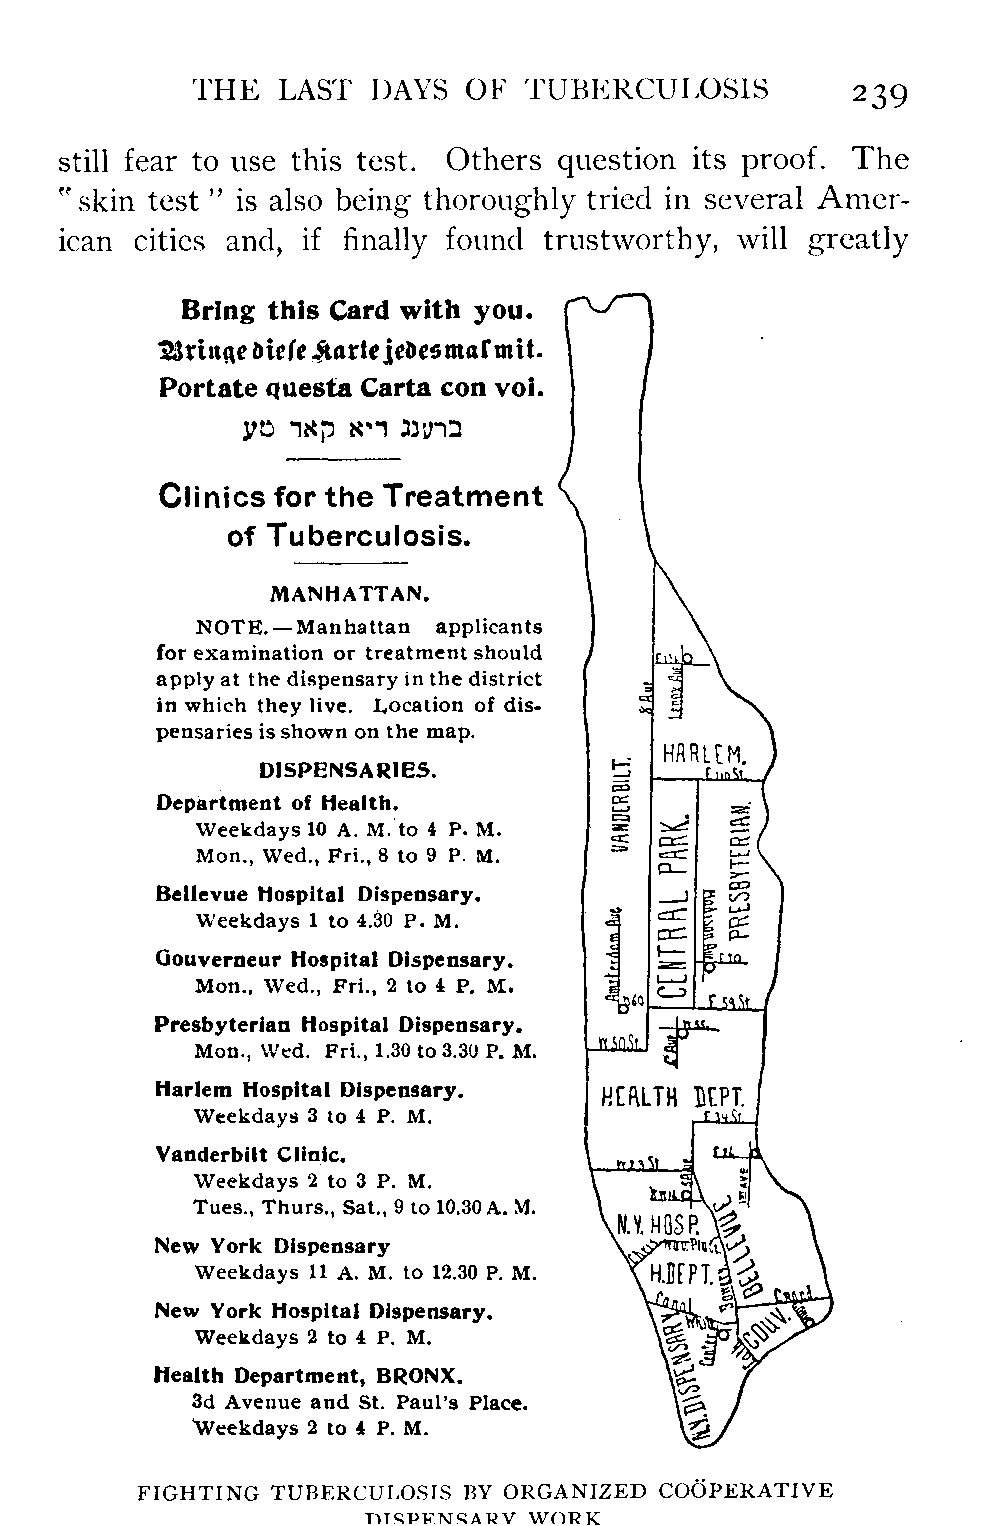 THE LAST DAYS OF TUBERCULOSIS 239
still fear to use this test. Others question its proof. The
"skin test" is also being thoroughly tried in several Amer-
ican cities and, if finally found trustworthy, will greatly
Bring this Card with you.
Bringe diese Karte jedesmal mit.
Portate questa Carta con voi.
ברענג דיא קאר טע
Clinics for the Treatment
of Tuberculosis.
MANHATTAN.
NOTE.—Manhattan applicants
for examination or treatment should
apply at the dispensary in the district
in which they live. Location of dis-
pensaries is shown on the map.
DISPENSARIES.
Department of Health.
Weekdays 10 A. M. to 4 P. M.
Mon., Wed., Fri., 8 to 9 P. M.
Bellevue Hospital Dispensary.
Weekdays 1 to 4.30 P. M.
Gouverneur Hospital Dispensary.
Mon., Wed., Fri., 2 to 4 P. M.
Presbyterian Hospital Dispensary.
Mon., Wed. Fri., 1.30 to 3.30 P. M.
Harlem Hospital Dispensary.
Weekdays 3 to 4 P. M.
Vanderbilt Clinic.
Weekdays 2 to 3 P. M.
Tues., Thurs., Sat., 9 to 10.30 A. M.
New York Dispensary
Weekdays 11 A. M. to 12.30 P. M.
New York Hospital Dispensary.
Weekdays 2 to 4 P. M.
Health Department, BRONX.
3d Avenue and St. Paul's Place.
Weekdays 2 to 4 P. M.
8 Ave
Lenox Ave
HARLEM.
E 110 St.
VANDERBILT.
CENTRAL PARK.
PRESBYTERIAN.
Madison Av
E 70
Amsterdam Ave
W 60
E 59 St.
W 50 St.
6 Ave
HEALTH DEPT.
E 34 St.
W 23 St
E 26
1st AVE
N.Y. HOSP.
BELLEVUE
H. DEPT.
Canal
White
Center
GOUV.
N.Y. DISPENSARY
FIGHTING TUBERCULOSIS BY ORGANIZED COÖPERATIVE
DISPENSARY WORK